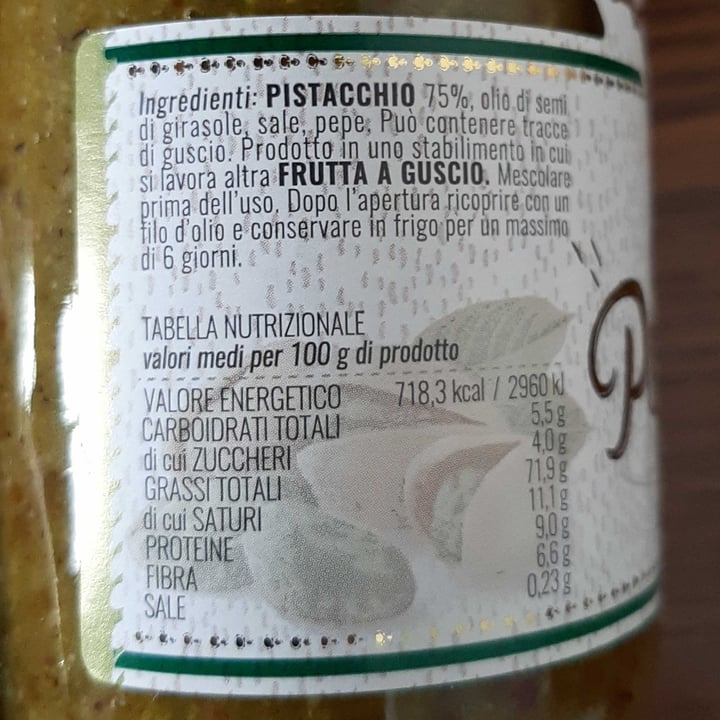 Ingredienti: PISTACCHIO 75%, olio di semi
di girasole, sale, pepe. Può contenere tracce
di guscio. Prodotto in uno stabilimento in cui
si lavora altra FRUTTA A GUSCIO. Mescolare
prima dell'uso. Dopo l'apertura ricoprire con un
filo d'olio e conservare in frigo per un massimo
di 6 giorni.
TABELLA NUTRIZIONALE
valori medi per 100 g di prodotto
VALORE ENERGETICO 718,3 kcal / 2960 kJ
CARBOIDRATI TOTALI 5,5 g
di cui ZUCCHERI 4,0 g
GRASSI TOTALI 71,9 g
di cui SATURI 11,1 g
PROTEINE 9,0 g
FIBRA 6,6 g
SALE 0,23 g